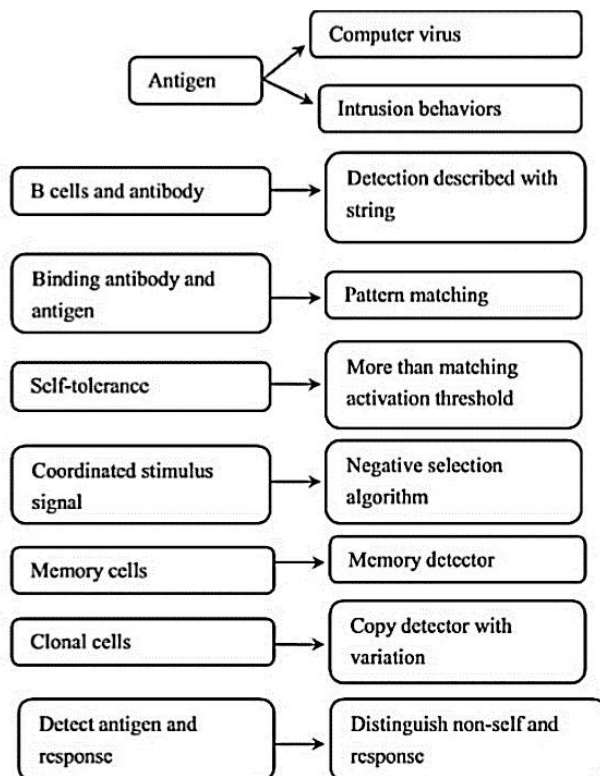 Computer virus
Antigen
Intrusion behaviors
B cells and antibody
Detection described with
string
Binding antibody and
antigen
Pattern matching
Self-tolerance
More than matching
activation threshold
Coordinated stimulus
signal
Negative selection
algorithm
Memory cells
Memory detector
Clonal cells
Copy detector with
variation
Detect antigen and
response
Distinguish non-self and
response